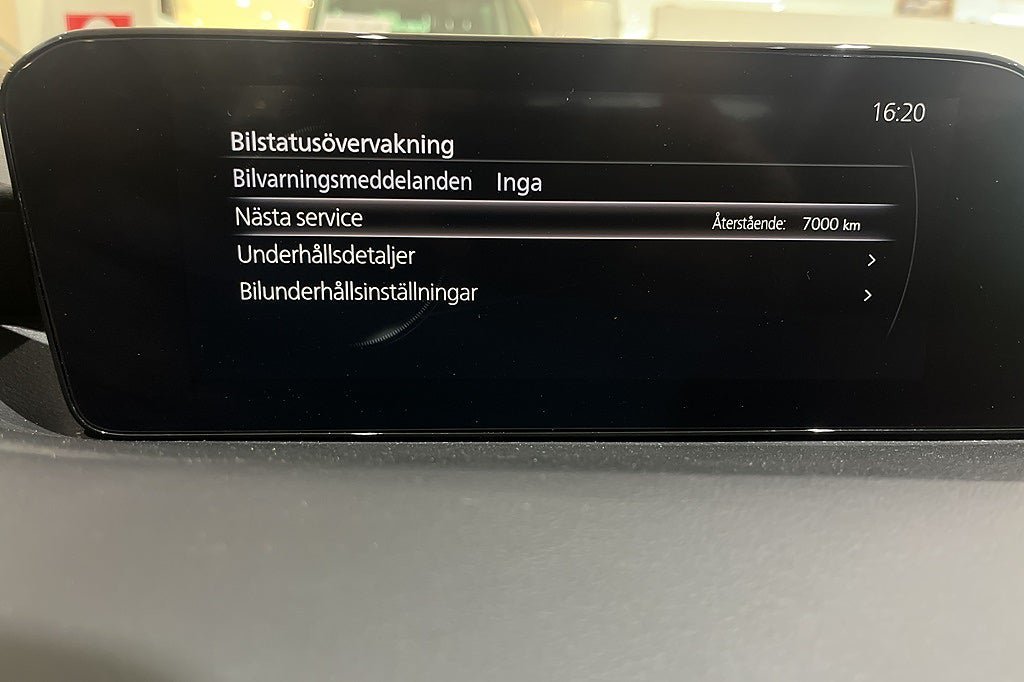 16:20
Bilstatusövervakning
Bilvarningsmeddelanden Inga
Nästa service Återstående: 7000 km
Underhållsdetaljer
Bilunderhållsinställningar